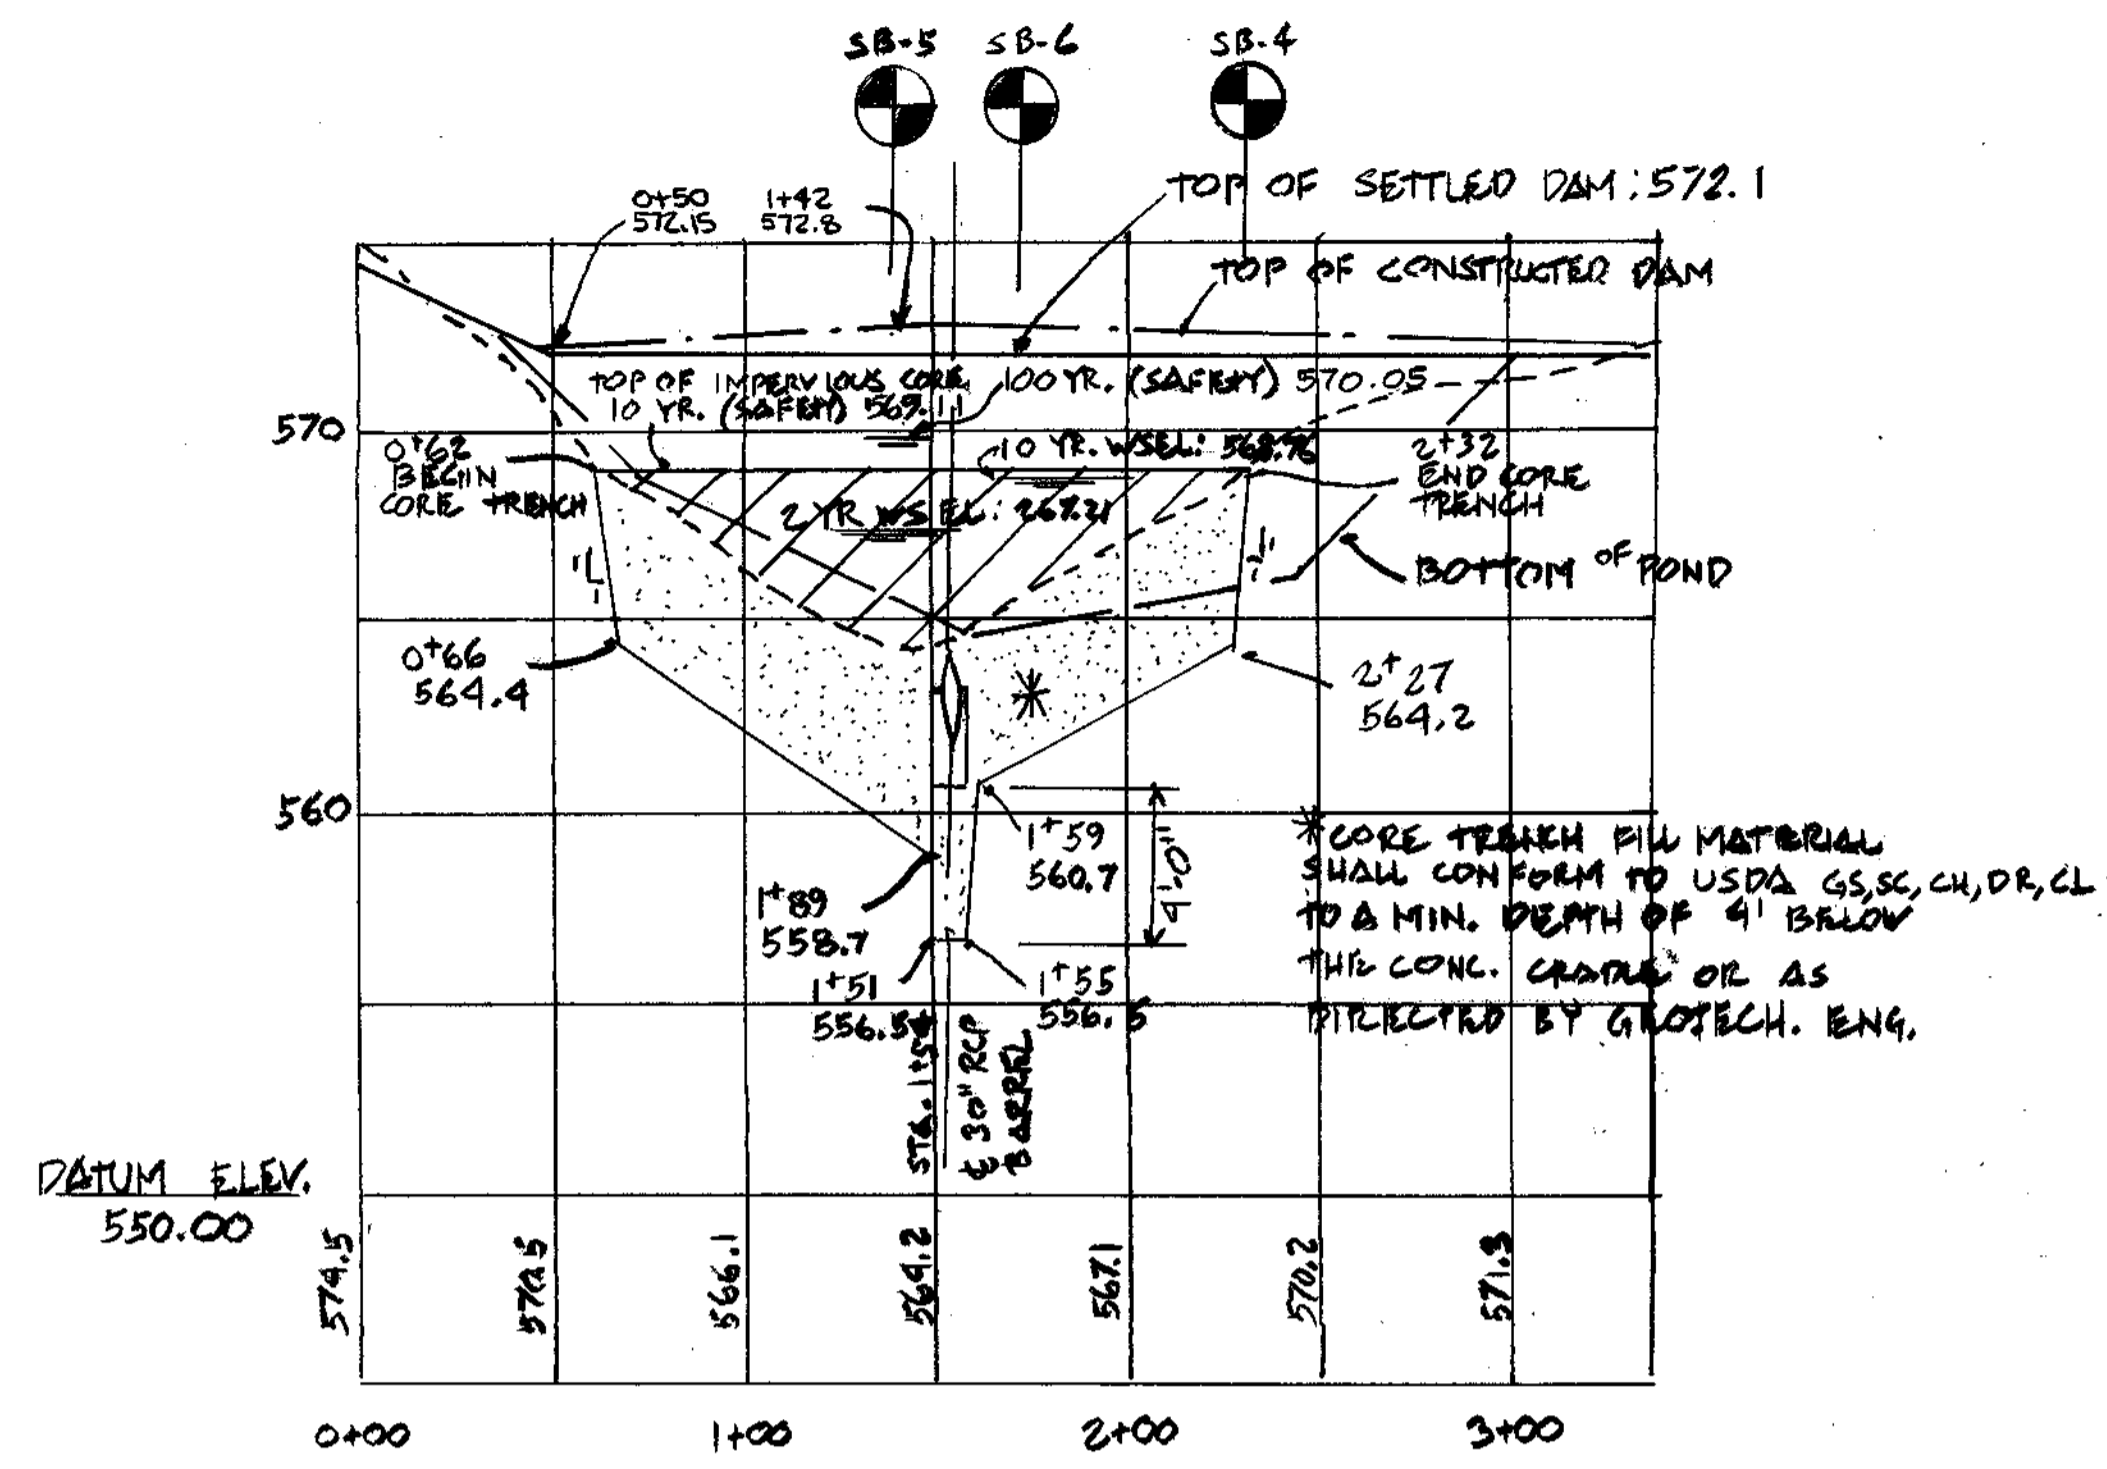 SB-5 SB-6 SB-4
0+50
572.15
1+42
572.8
TOP OF SETTLED DAM: 572.1
TOP OF CONSTRUCTED DAM
TOP OF IMPERVIOUS CORE
10 YR. (SAFETY) 569.11
100 YR. (SAFETY) 570.05
570
10 YR. WSEL: 568.76
0+62
BEGIN
CORE TRENCH
2+32
END CORE
TRENCH
2 YR WSEL: 267.21
1
1
BOTTOM OF POND
0+66
564.4
2+27
564.2
560
1+59
560.7
4'-0"
*CORE TRENCH FILL MATERIAL
SHALL CONFORM TO USDA GS,SC,CH,DR,CL
TO A MIN. DEPTH OF 4' BELOW
THE CONC. CRADLE OR AS
DIRECTED BY GEOTECH. ENG.
1+89
558.7
1+51
556.5
1+55
556.5
℄ 30" RCP
BARREL
DATUM ELEV.
550.00
574.5
570.5
566.1
564.2
567.1
570.2
571.3
0+00 1+00 2+00 3+00